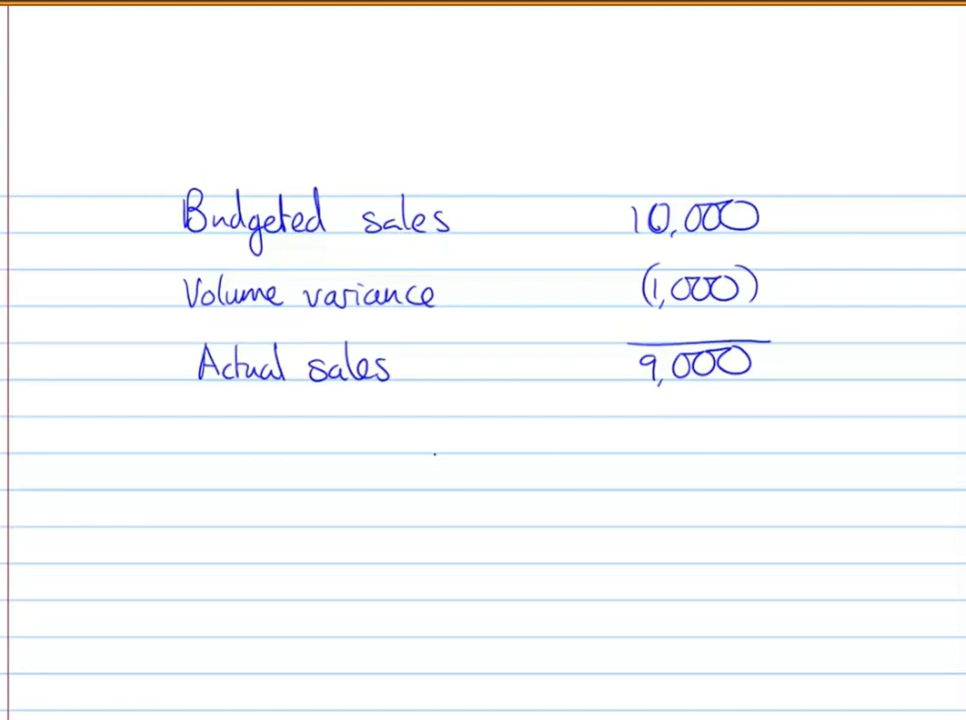 Budgeted sales 10,000
Volume variance (1,000)
Actual sales 9,000